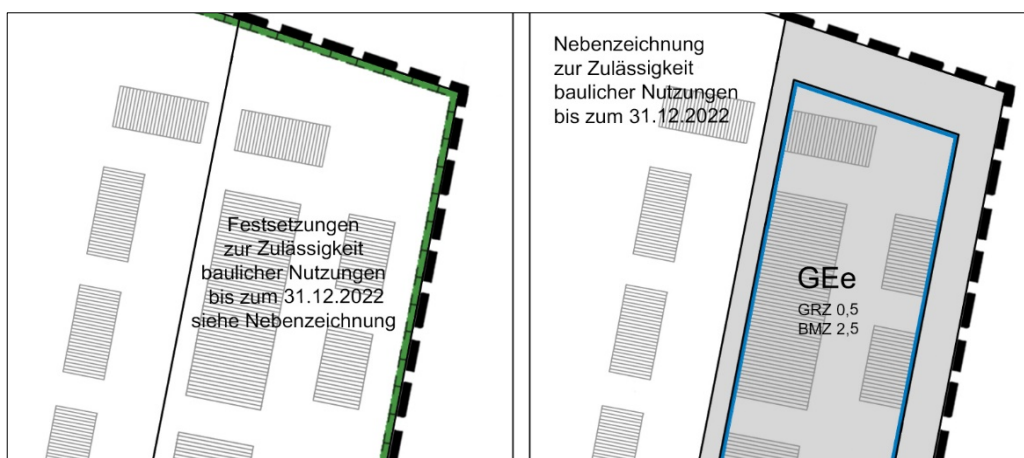 Festsetzungen
zur Zulässigkeit
baulicher Nutzungen
bis zum 31.12.2022
siehe Nebenzeichnung
Nebenzeichnung
zur Zulässigkeit
baulicher Nutzungen
bis zum 31.12.2022
GEe
GRZ 0,5
BMZ 2,5